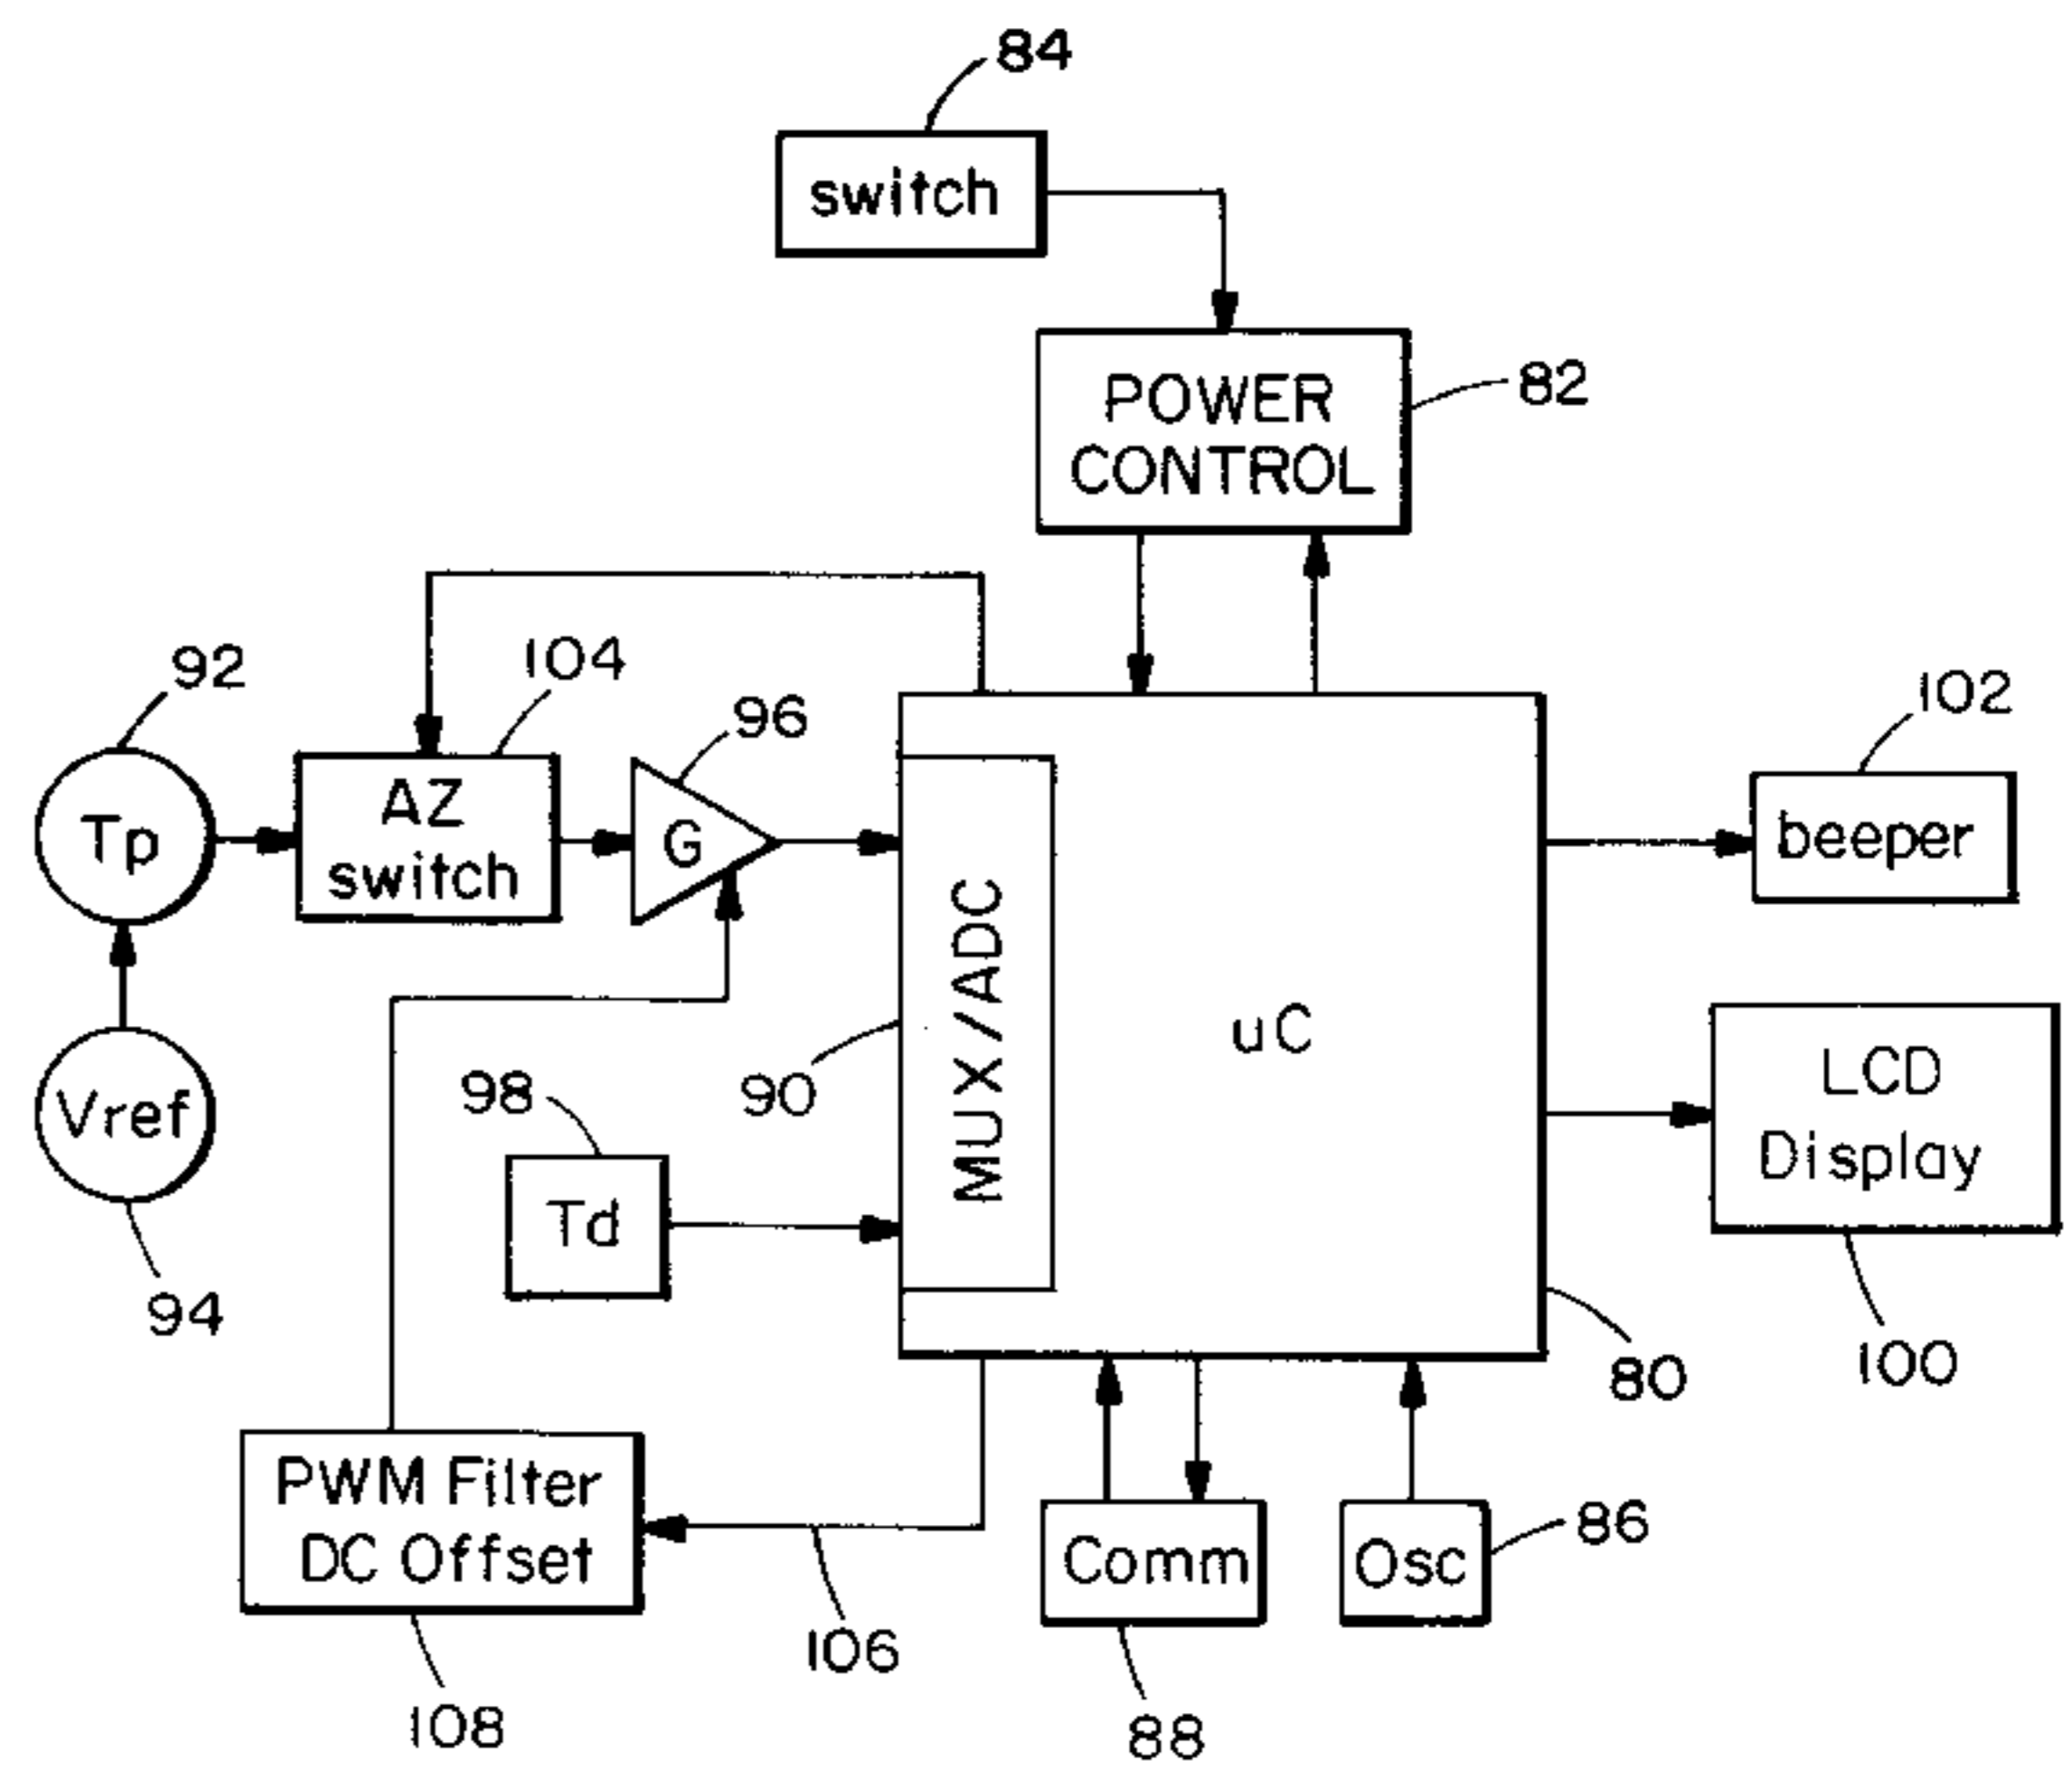 84
switch
POWER
CONTROL
82
92
104
96
102
Tp
AZ
switch
G
beeper
MUX/ADC
uC
LCD
Display
Vref
98
90
Td
94
80
100
PWM Filter
DC Offset
Comm
Osc
86
106
108
88